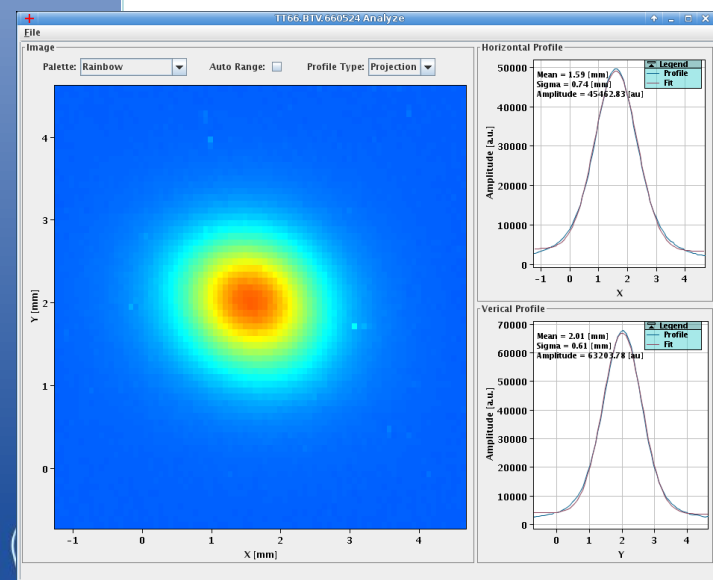 TT66.BTV.660524 Analyze
File
Image
Palette: Rainbow Auto Range: Profile Type: Projection
4
3
2
1
0
Y [mm]
-1 0 1 2 3 4
X [mm]
Horizontal Profile
Legend
Profile
Fit
Mean = 1.59 [mm]
Sigma = 0.74 [mm]
Amplitude = 45462.83 [au]
50000
40000
30000
20000
10000
0
Amplitude [a.u.]
-1 0 1 2 3 4
X
Verical Profile
Legend
Profile
Fit
Mean = 2.01 [mm]
Sigma = 0.61 [mm]
Amplitude = 63203.78 [au]
70000
60000
50000
40000
30000
20000
10000
0
Amplitude [a.u.]
0 1 2 3 4
Y